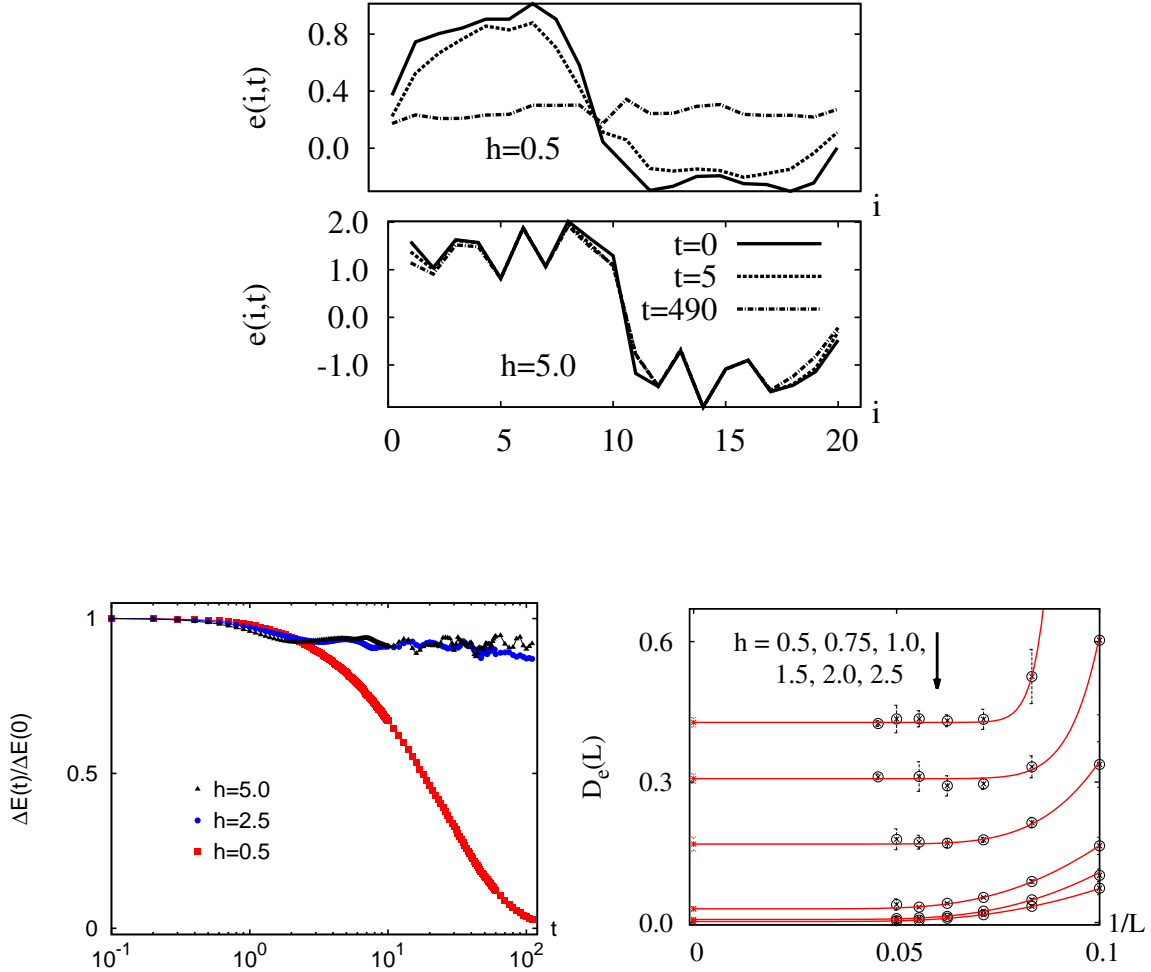 0.8
0.4
0.0
e(i,t)
h=0.5
i
2.0
1.0
0.0
-1.0
e(i,t)
t=0
t=5
t=490
h=5.0
i
0 5 10 15 20
1
0.5
0
ΔE(t)/ΔE(0)
h=5.0
h=2.5
h=0.5
t
10⁻¹ 10⁰ 10¹ 10²
0.6
0.3
0.0
Dₑ(L)
h = 0.5, 0.75, 1.0,
1.5, 2.0, 2.5
1/L
0 0.05 0.1